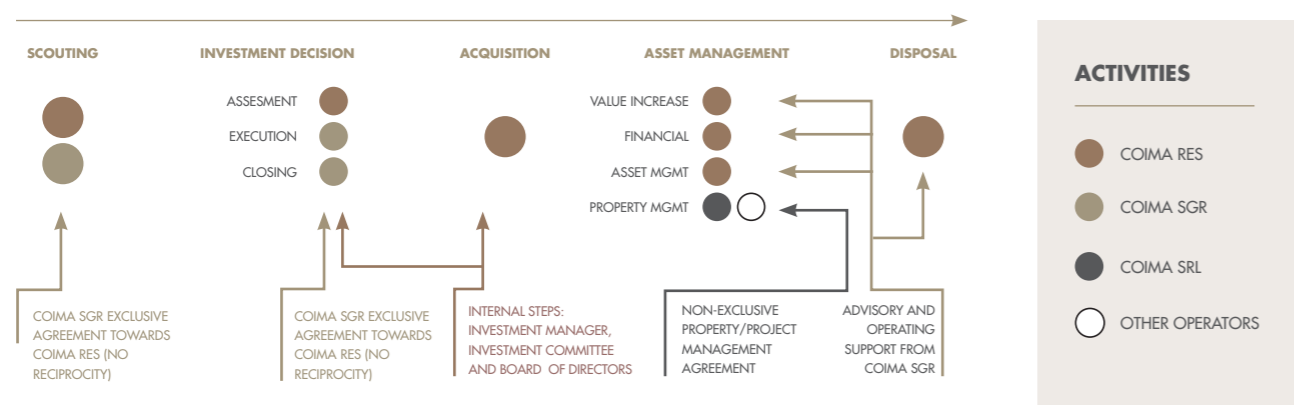 SCOUTING
INVESTMENT DECISION
ACQUISITION
ASSET MANAGEMENT
DISPOSAL
ASSESMENT
EXECUTION
CLOSING
VALUE INCREASE
FINANCIAL
ASSET MGMT
PROPERTY MGMT
COIMA SGR EXCLUSIVE
AGREEMENT TOWARDS
COIMA RES (NO
RECIPROCITY)
COIMA SGR EXCLUSIVE
AGREEMENT TOWARDS
COIMA RES (NO
RECIPROCITY)
INTERNAL STEPS:
INVESTMENT MANAGER,
INVESTMENT COMMITTEE
AND BOARD OF DIRECTORS
NON-EXCLUSIVE
PROPERTY/PROJECT
MANAGEMENT
AGREEMENT
ADVISORY AND
OPERATING
SUPPORT FROM
COIMA SGR
ACTIVITIES
COIMA RES
COIMA SGR
COIMA SRL
OTHER OPERATORS